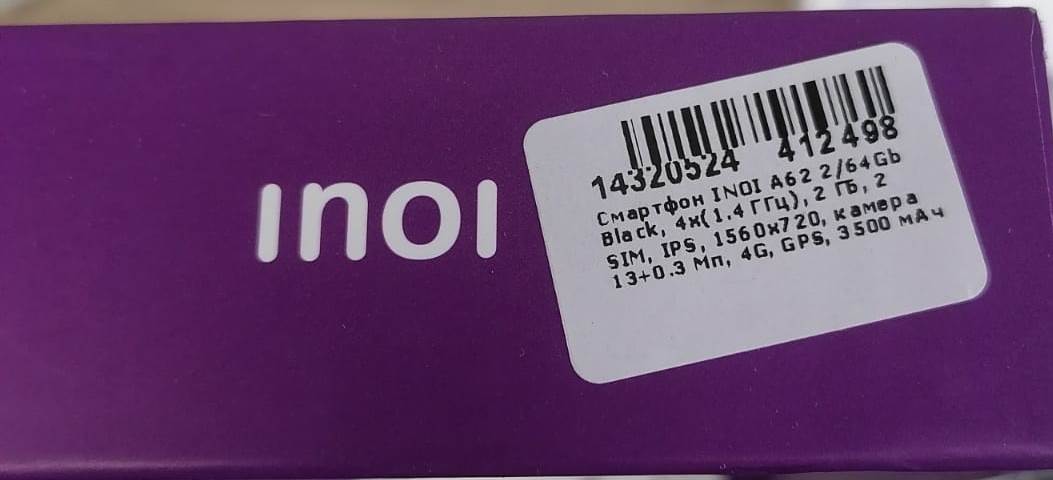 ınoı
14320524 412498
Смартфон INOI A62 2/64Gb
Black, 4x(1.4 ГГц), 2 Гб, 2
SIM, IPS, 1560x720, камера
13+0.3 Мп, 4G, GPS, 3500 мАч